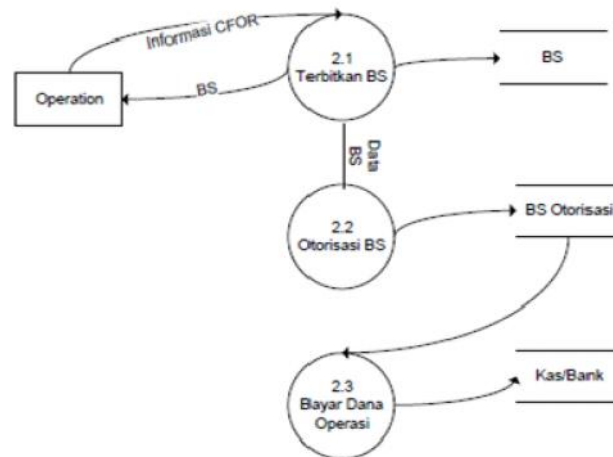 Informasi CFOR
2.1
Terbitkan BS
BS
Operation
BS
Data
BS
2.2
Otorisasi BS
BS Otorisasi
2.3
Bayar Dana
Operasi
Kas/Bank